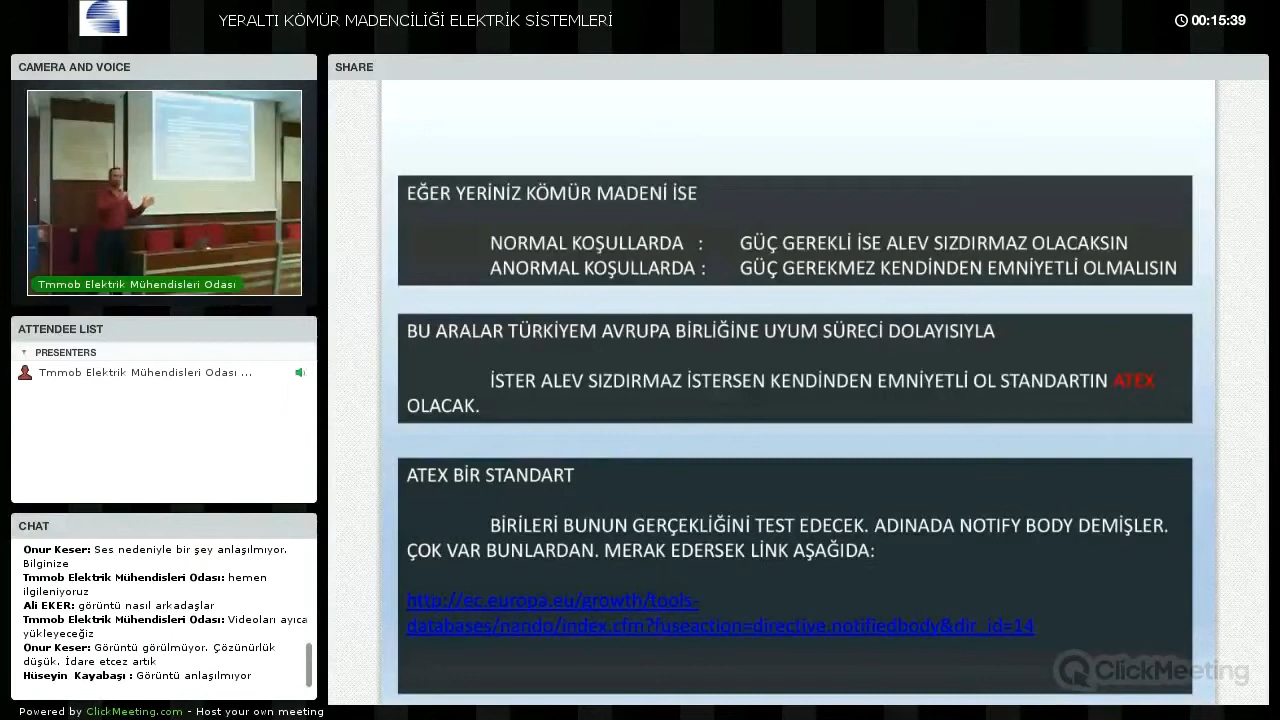 YERALTI KÖMÜR MADENCİLİĞİ ELEKTRİK SİSTEMLERİ
00:15:39
CAMERA AND VOICE
Tmmob Elektrik Mühendisleri Odası
ATTENDEE LIST
PRESENTERS
Tmmob Elektrik Mühendisleri Odası ...
CHAT
Onur Keser: Ses nedeniyle bir şey anlaşılmıyor.
Bilginize
Tmmob Elektrik Mühendisleri Odası: hemen
ilgileniyoruz
Ali EKER: görüntü nasıl arkadaşlar
Tmmob Elektrik Mühendisleri Odası: Videoları ayıca
yükleyeceğiz
Onur Keser: Görüntü görülmüyor. Çözünürlük
düşük. İdare etcez artık
Hüseyin Kayabaşı : Görüntü anlaşılmıyor
Powered by ClickMeeting.com - Host your own meeting
SHARE
EĞER YERİNİZ KÖMÜR MADENİ İSE
NORMAL KOŞULLARDA : GÜÇ GEREKLİ İSE ALEV SIZDIRMAZ OLACAKSIN
ANORMAL KOŞULLARDA : GÜÇ GEREKMEZ KENDİNDEN EMNİYETLİ OLMALISIN
BU ARALAR TÜRKİYEM AVRUPA BİRLİĞİNE UYUM SÜRECİ DOLAYISIYLA
İSTER ALEV SIZDIRMAZ İSTERSEN KENDİNDEN EMNİYETLİ OL STANDARTIN ATEX
OLACAK.
ATEX BİR STANDART
BİRİLERİ BUNUN GERÇEKLİĞİNİ TEST EDECEK. ADINADA NOTIFY BODY DEMİŞLER.
ÇOK VAR BUNLARDAN. MERAK EDERSEK LİNK AŞAĞIDA:
http://ec.europa.eu/growth/tools-
databases/nando/index.cfm?fuseaction=directive.notifiedbody&dir_id=14
ClickMeeting